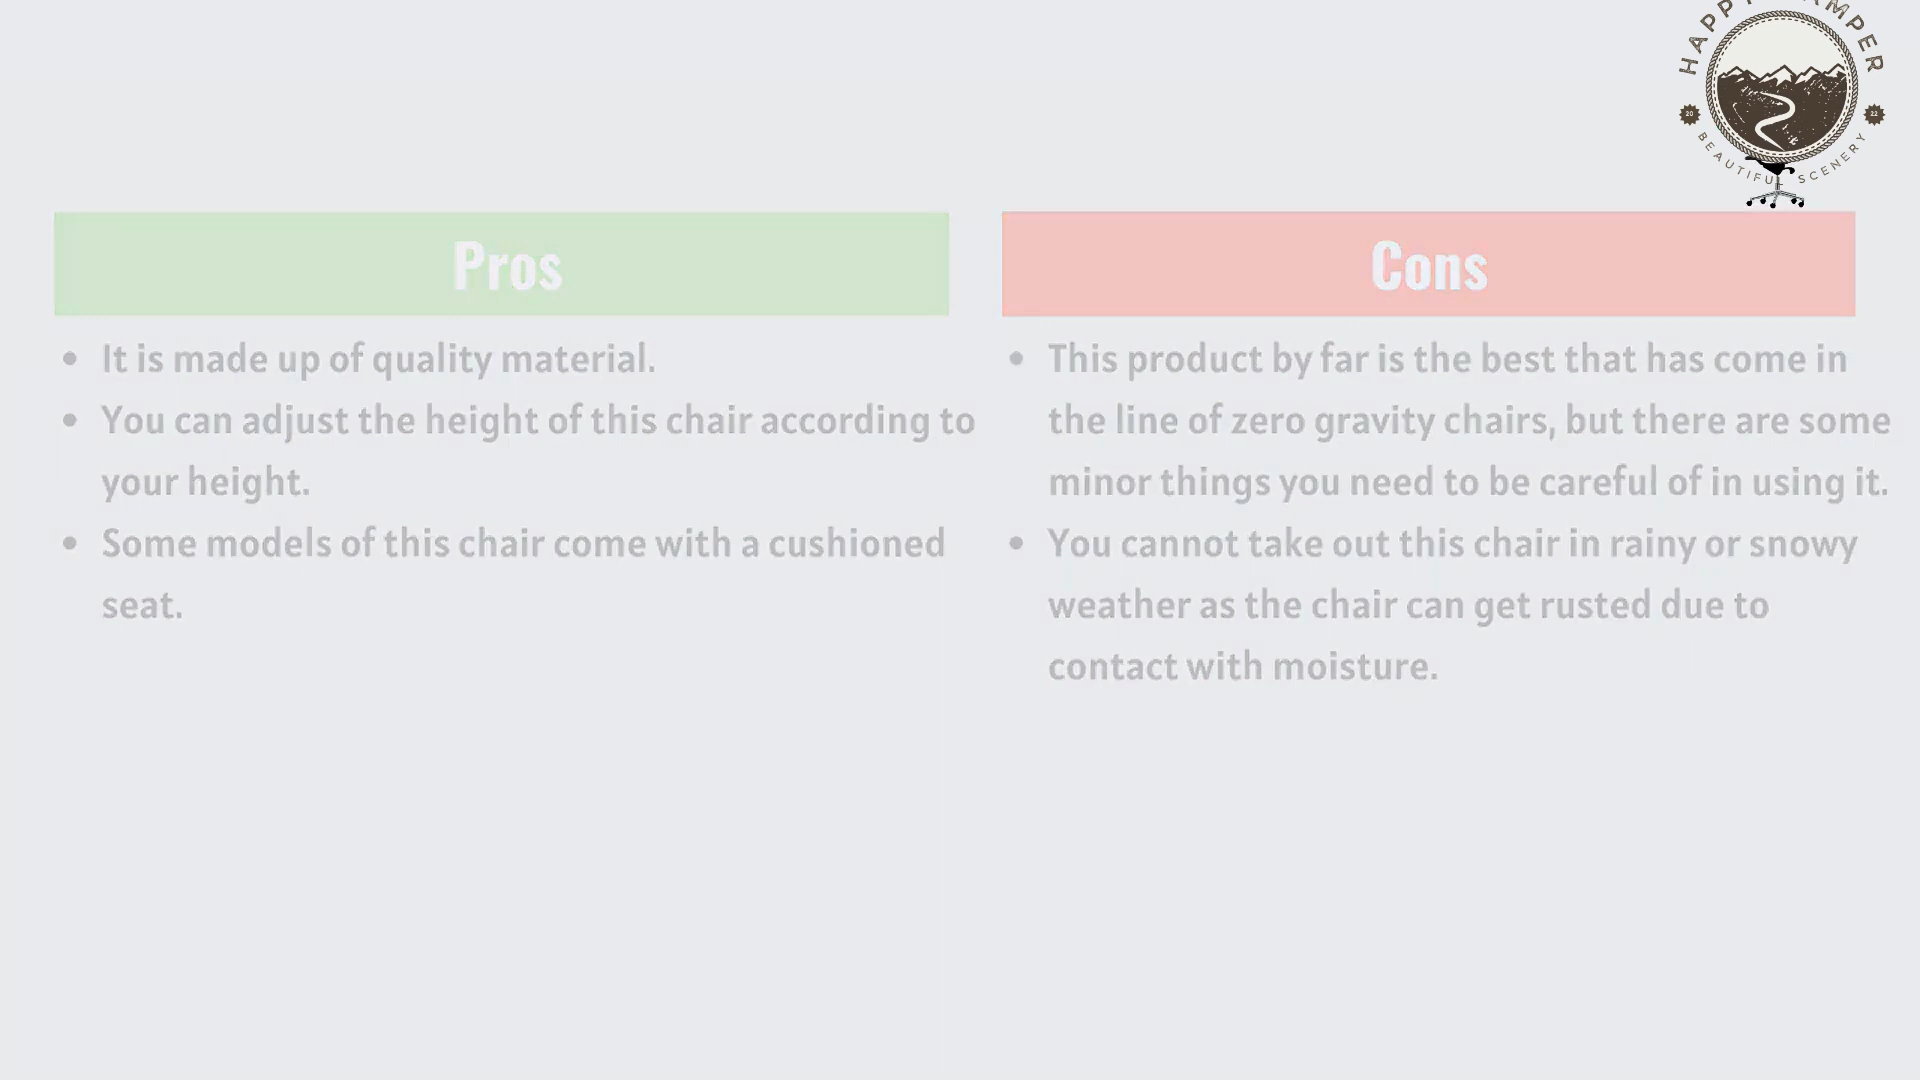 HAPPY CAMPER
20
22
BEAUTIFUL SCENERY
Pros
• It is made up of quality material.
• You can adjust the height of this chair according to
your height.
• Some models of this chair come with a cushioned
seat.
Cons
• This product by far is the best that has come in
the line of zero gravity chairs, but there are some
minor things you need to be careful of in using it.
• You cannot take out this chair in rainy or snowy
weather as the chair can get rusted due to
contact with moisture.